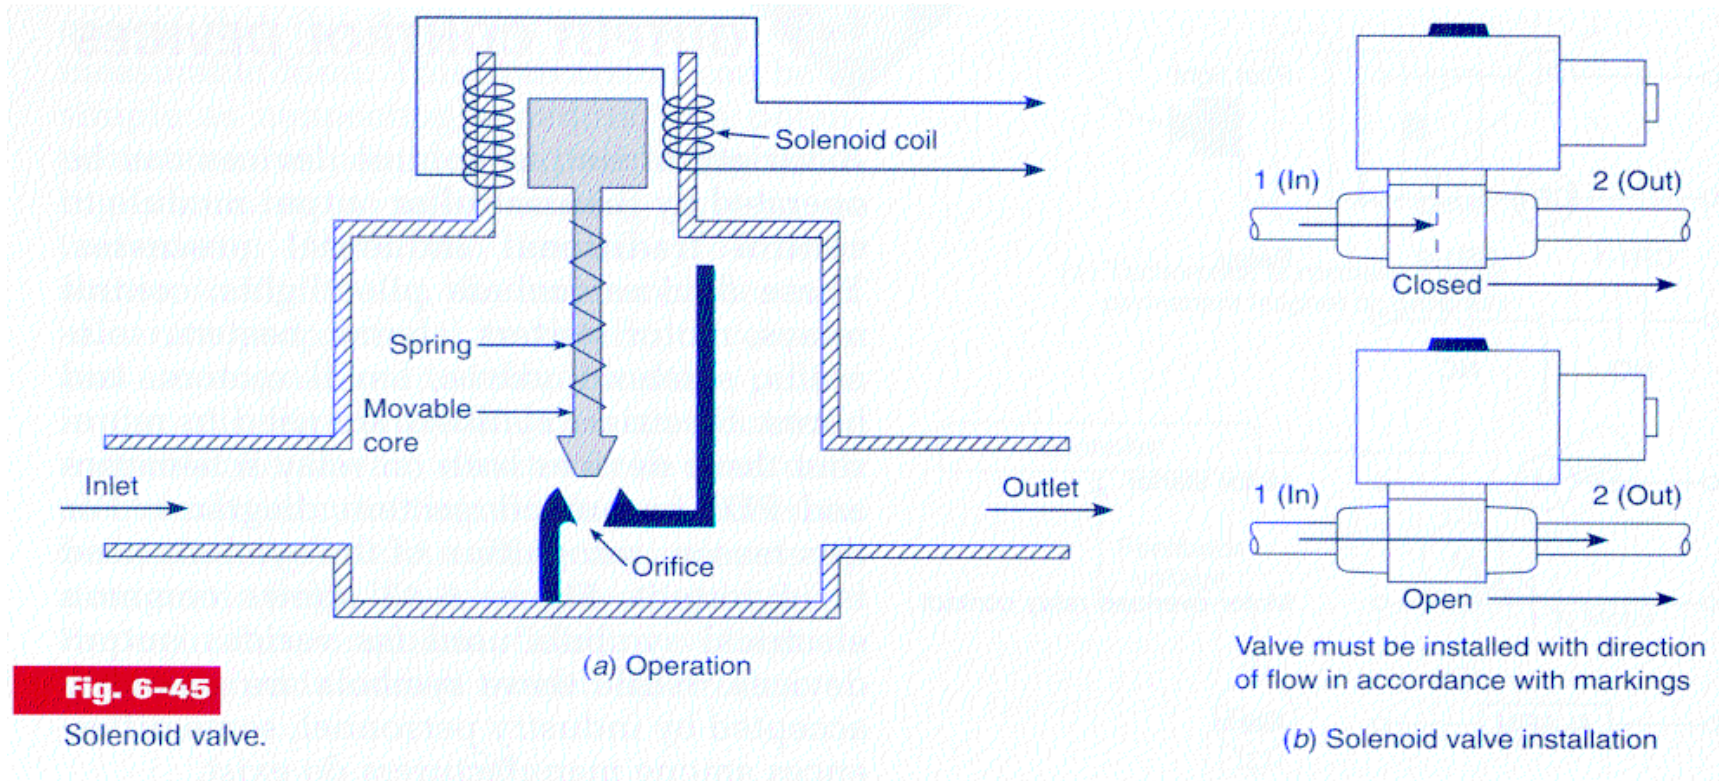 Solenoid coil
Spring
Movable
core
Inlet
Outlet
Orifice
(a) Operation
Fig. 6-45
Solenoid valve.
1 (In)
2 (Out)
Closed
1 (In)
2 (Out)
Open
Valve must be installed with direction
of flow in accordance with markings
(b) Solenoid valve installation